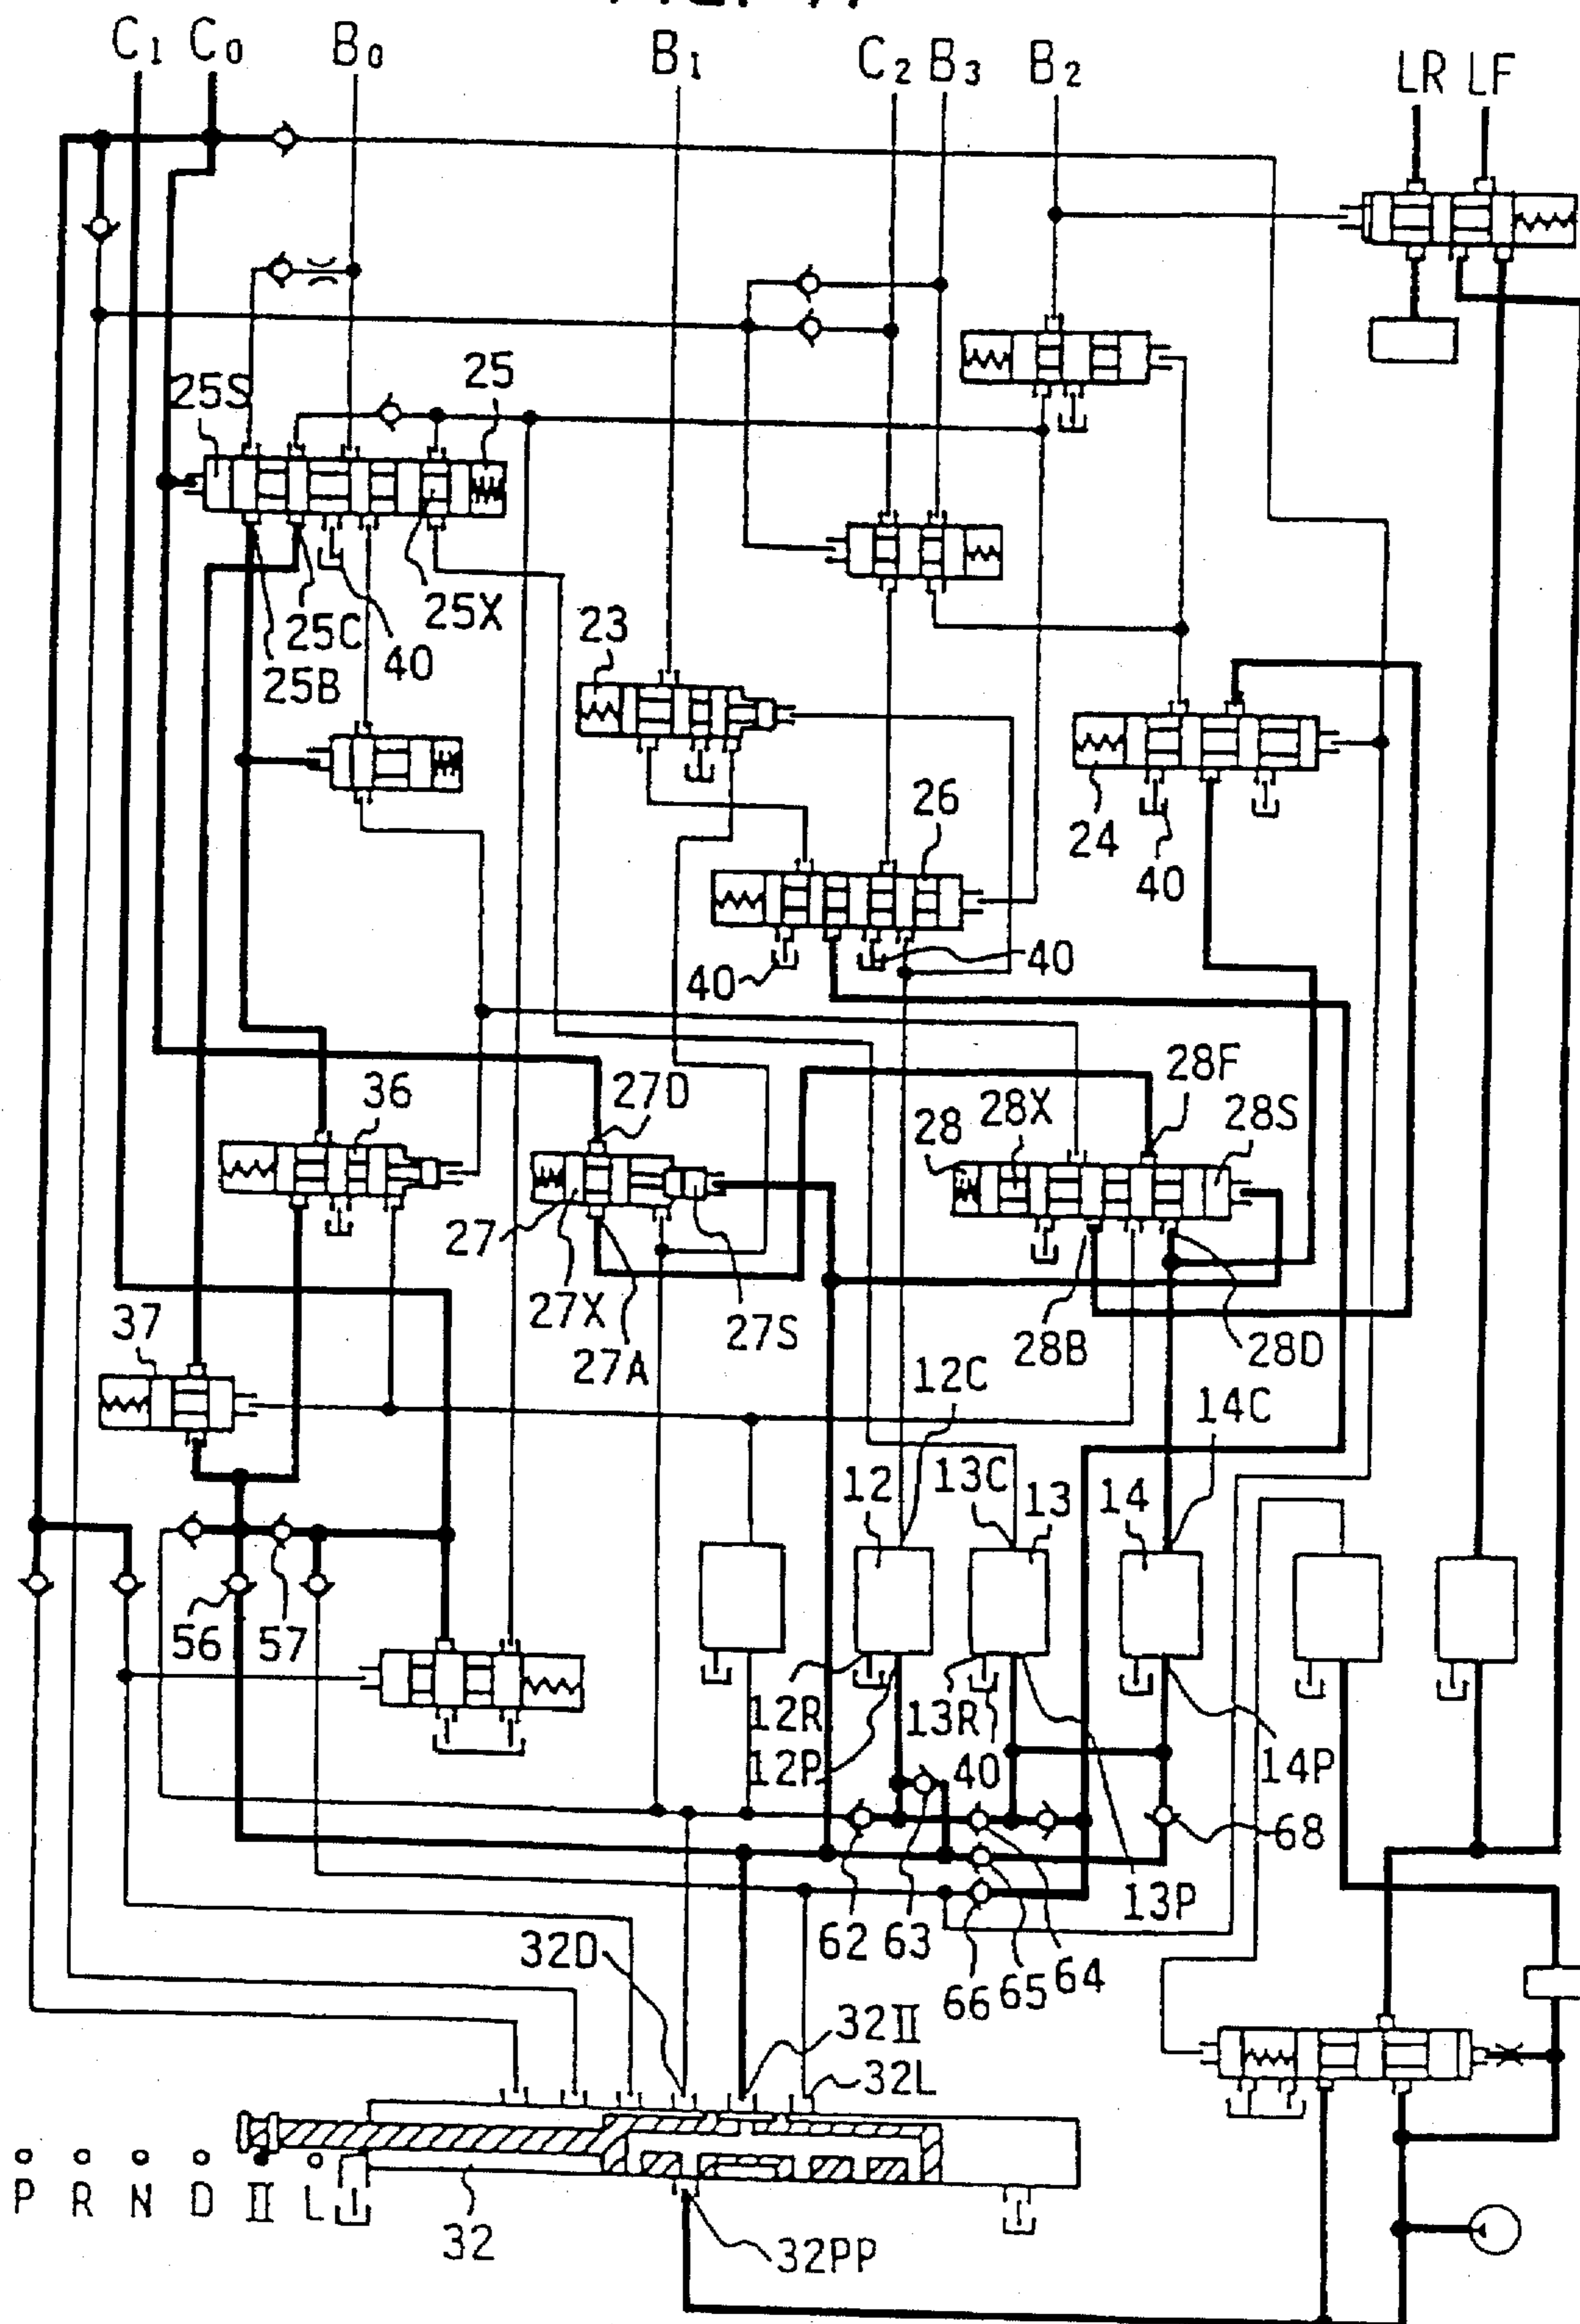 C₁ C₀ B₀ B₁ C₂ B₃ B₂ LR LF
25S 25
25C 25X 40
25B
23
24 40
26
40 40
36 27D
28 28X 28F 28S
27
27X 27A 27S
28B 28D
37
12C 14C
12 13C 13 14
56 57
12R 13R
12P 40 14P
68
62 63 13P
66 65 64
32D
32II
32L
P R N D II L
32
32PP